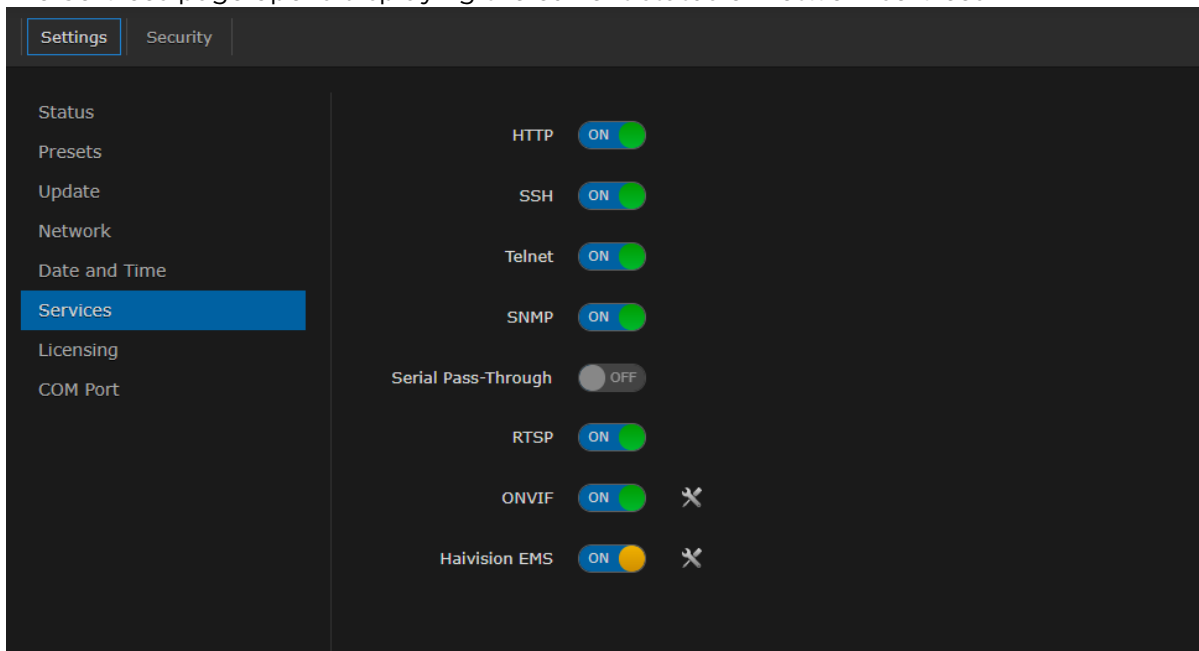 Settings Security
Status
Presets
Update
Network
Date and Time
Services
Licensing
COM Port
HTTP ON
SSH ON
Telnet ON
SNMP ON
Serial Pass-Through OFF
RTSP ON
ONVIF ON
Haivision EMS ON